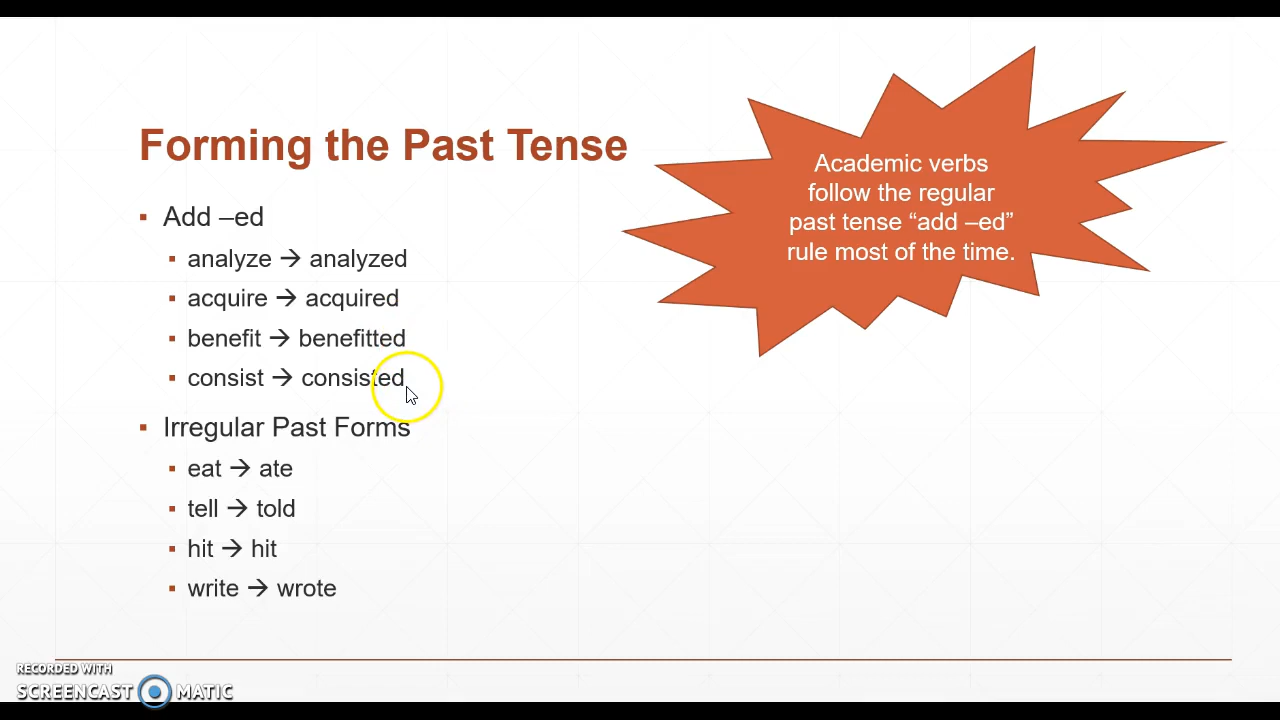 Forming the Past Tense
Add –ed
analyze → analyzed
acquire → acquired
benefit → benefitted
consist → consisted
Irregular Past Forms
eat → ate
tell → told
hit → hit
write → wrote
Academic verbs
follow the regular
past tense “add –ed”
rule most of the time.
RECORDED WITH
SCREENCAST MATIC